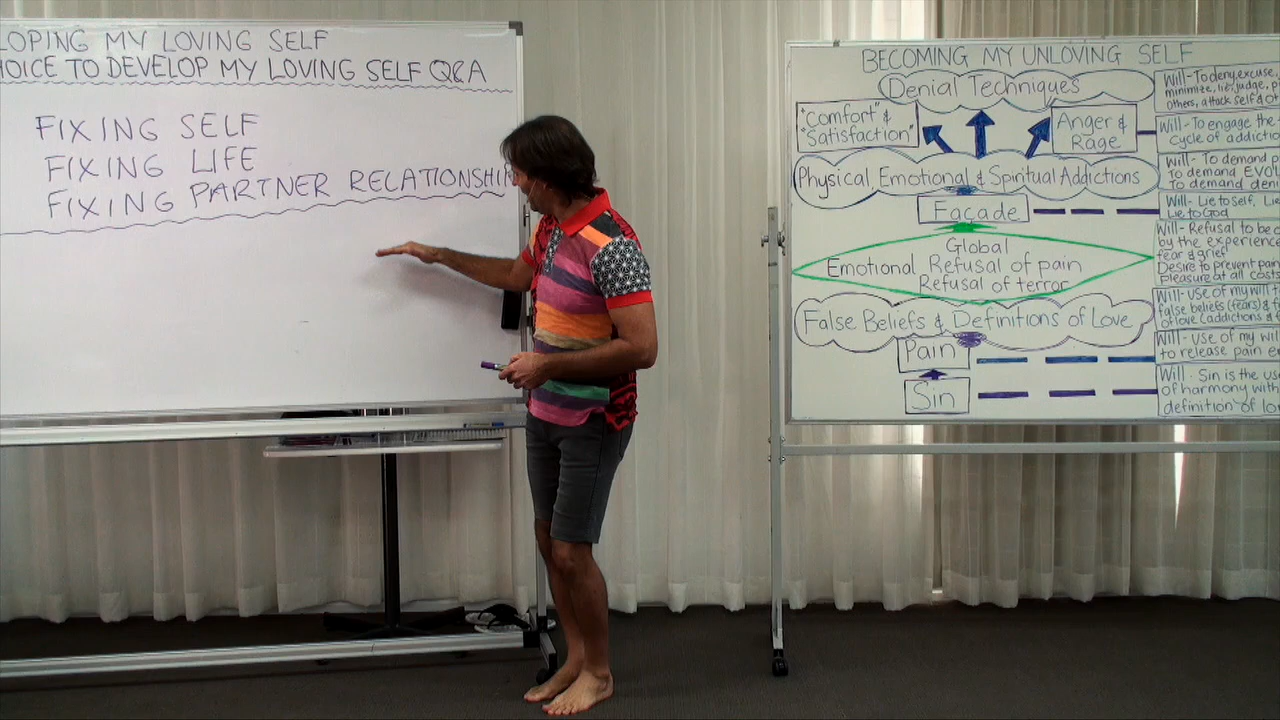 LOPING MY LOVING SELF
HOICE TO DEVELOP MY LOVING SELF Q&A
FIXING SELF
FIXING LIFE
FIXING PARTNER RELATIONSHI
BECOMING MY UNLOVING SELF
Denial Techniques
"Comfort" &
"Satisfaction"
Anger &
Rage
Physical Emotional & Spiritual Addictions
Façade
Global
Emotional Refusal of pain
Refusal of terror
False Beliefs & Definitions of Love
Pain
Sin
Will - To deny, excuse,
minimize, lie, judge, p
others, attack self & o
Will - To engage the
cycle of addiction
Will - To demand p
To demand EVOL
To demand den
Will - Lie to self. Lie
Lie to God
Will - Refusal to be o
by the experience
fear & grief
Desire to prevent pain
pleasure at all costs
Will - use of my will t
false beliefs (fears) &
of love (addictions &
Will - use of my wil
to release pain e
Will - Sin is the use
of harmony with
definition of lo